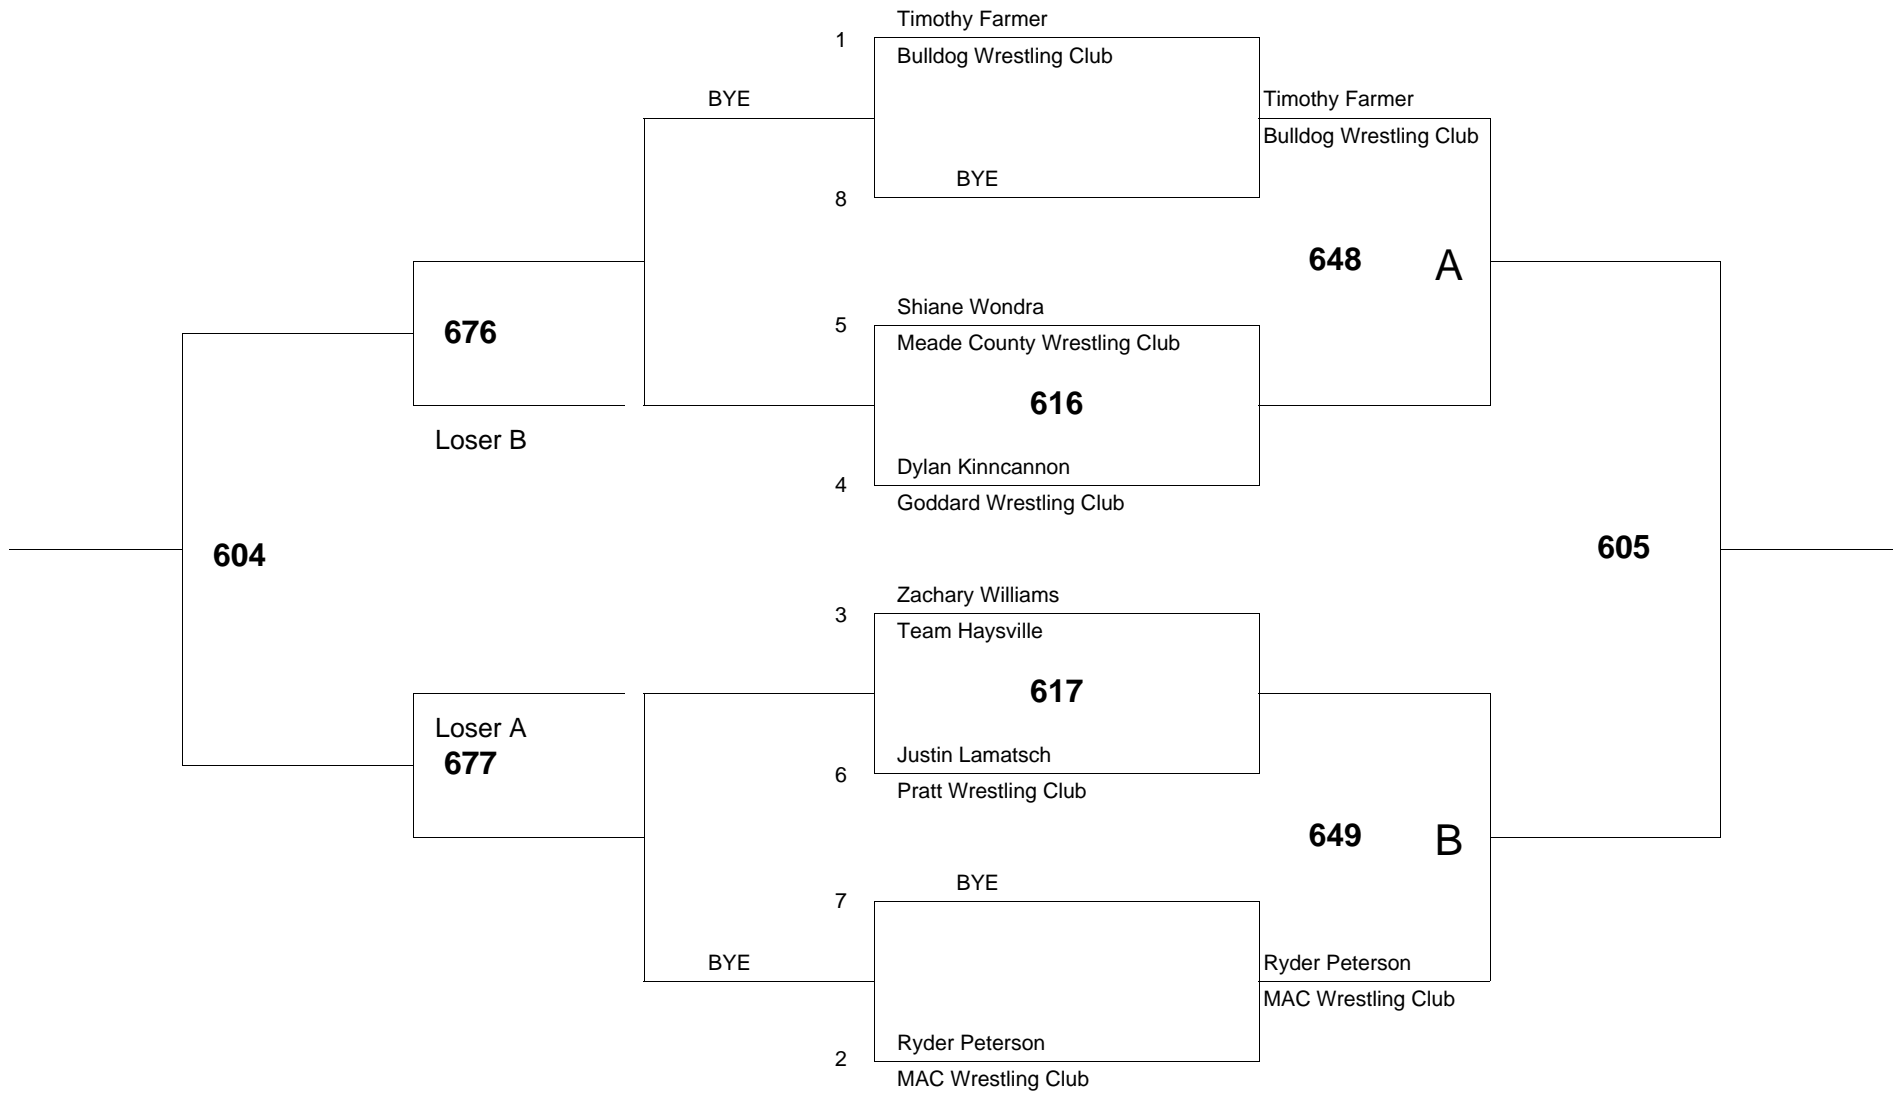 Timothy Farmer
1
Bulldog Wrestling Club
BYE
Timothy Farmer
Bulldog Wrestling Club
BYE
8
648 A
Shiane Wondra
5
Meade County Wrestling Club
676
616
Loser B
Dylan Kinncannon
4
Goddard Wrestling Club
604
605
Zachary Williams
3
Team Haysville
617
Loser A
677
Justin Lamatsch
6
Pratt Wrestling Club
649 B
BYE
7
BYE
Ryder Peterson
MAC Wrestling Club
Ryder Peterson
2
MAC Wrestling Club